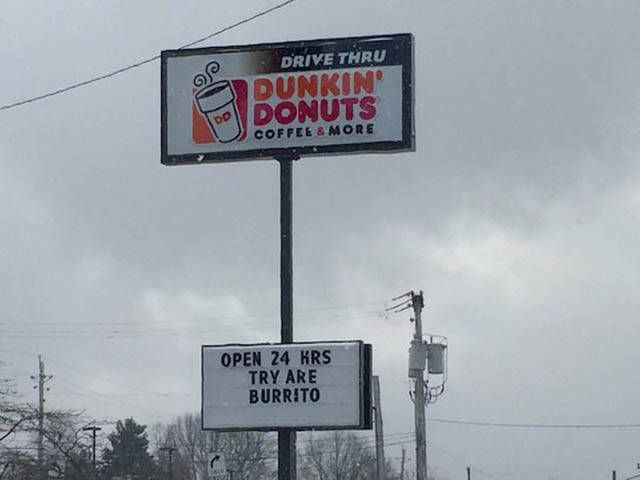 DRIVE THRU
DUNKIN'
DONUTS
COFFEE & MORE
DD
OPEN 24 HRS
TRY ARE
BURRITO